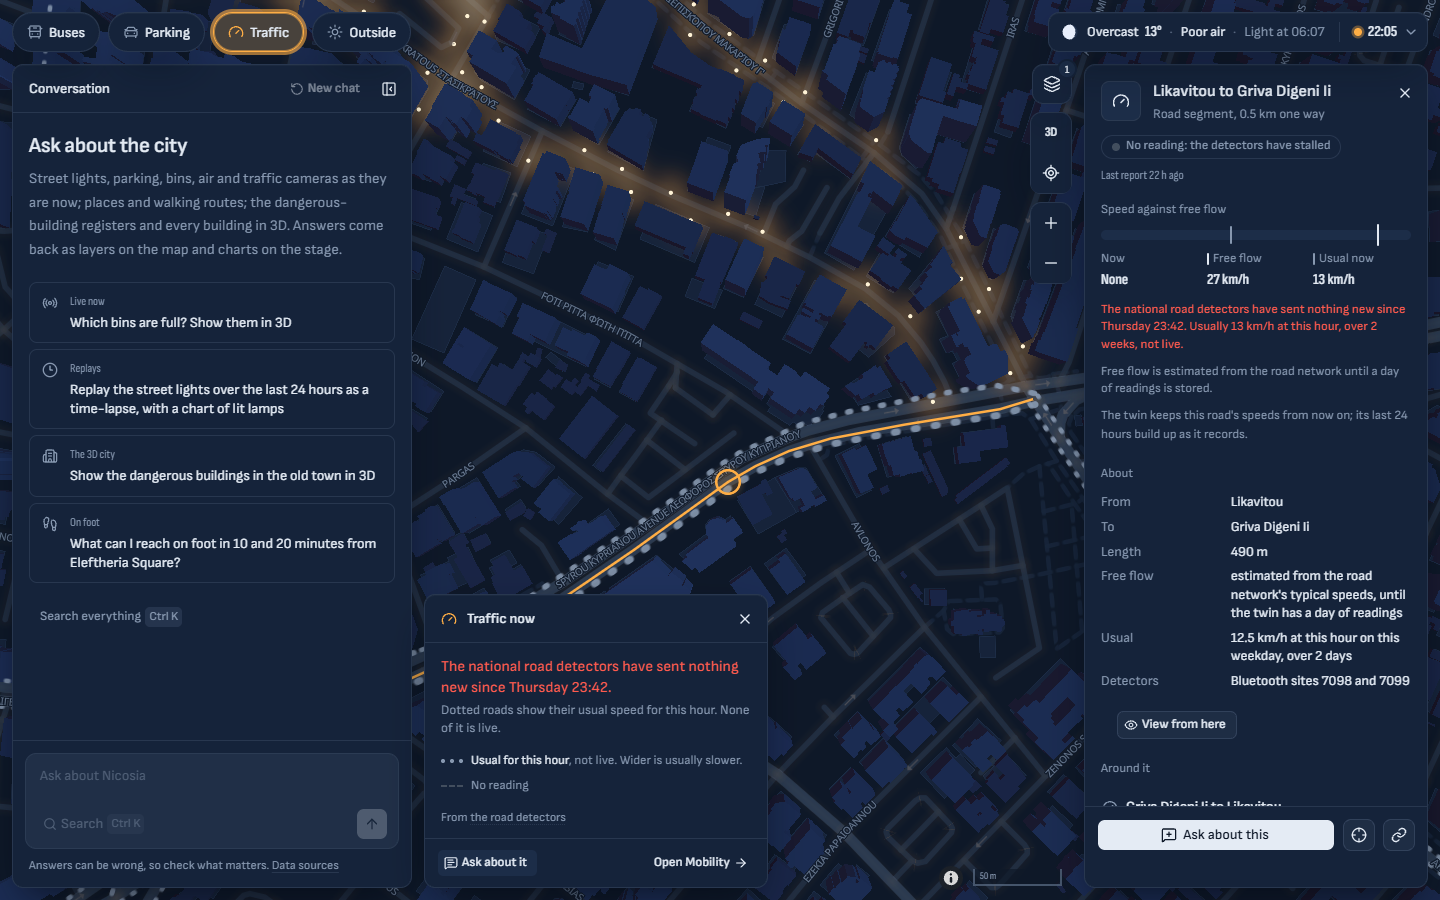 Buses
Parking
Traffic
Outside
Overcast 13° · Poor air · Light at 06:07
22:05
Conversation
New chat
Ask about the city
Street lights, parking, bins, air and traffic cameras as they
are now; places and walking routes; the dangerous-
building registers and every building in 3D. Answers come
back as layers on the map and charts on the stage.
Live now
Which bins are full? Show them in 3D
Replays
Replay the street lights over the last 24 hours as a
time-lapse, with a chart of lit lamps
The 3D city
Show the dangerous buildings in the old town in 3D
On foot
What can I reach on foot in 10 and 20 minutes from
Eleftheria Square?
Search everything Ctrl K
Ask about Nicosia
Search Ctrl K
Answers can be wrong, so check what matters. Data sources
GRIGORI
IRAS
FOTI PITTA ΦΩΤΗ ΠΙΤΤΑ
PARGAS
SPYROU KYPRIANOU AVENUE ΛΕΩΦΟΡΟΣ ΣΠΥΡΟΥ ΚΥΠΡΙΑΝΟΥ
AVLONOS
ZENONOS S
EZEKIA PAPAIOANNOU
1
3D
50 m
Traffic now
The national road detectors have sent nothing
new since Thursday 23:42.
Dotted roads show their usual speed for this hour. None
of it is live.
Usual for this hour, not live. Wider is usually slower.
No reading
From the road detectors
Ask about it
Open Mobility
Likavitou to Griva Digeni Ii
Road segment, 0.5 km one way
No reading: the detectors have stalled
Last report 22 h ago
Speed against free flow
Now
Free flow
Usual now
None
27 km/h
13 km/h
The national road detectors have sent nothing new since
Thursday 23:42. Usually 13 km/h at this hour, over 2
weeks, not live.
Free flow is estimated from the road network until a day
of readings is stored.
The twin keeps this road's speeds from now on; its last 24
hours build up as it records.
About
From Likavitou
To Griva Digeni Ii
Length 490 m
Free flow estimated from the road
network's typical speeds, until
the twin has a day of readings
Usual 12.5 km/h at this hour on this
weekday, over 2 days
Detectors Bluetooth sites 7098 and 7099
View from here
Around it
Griva Digeni Ii to Likavitou
Ask about this